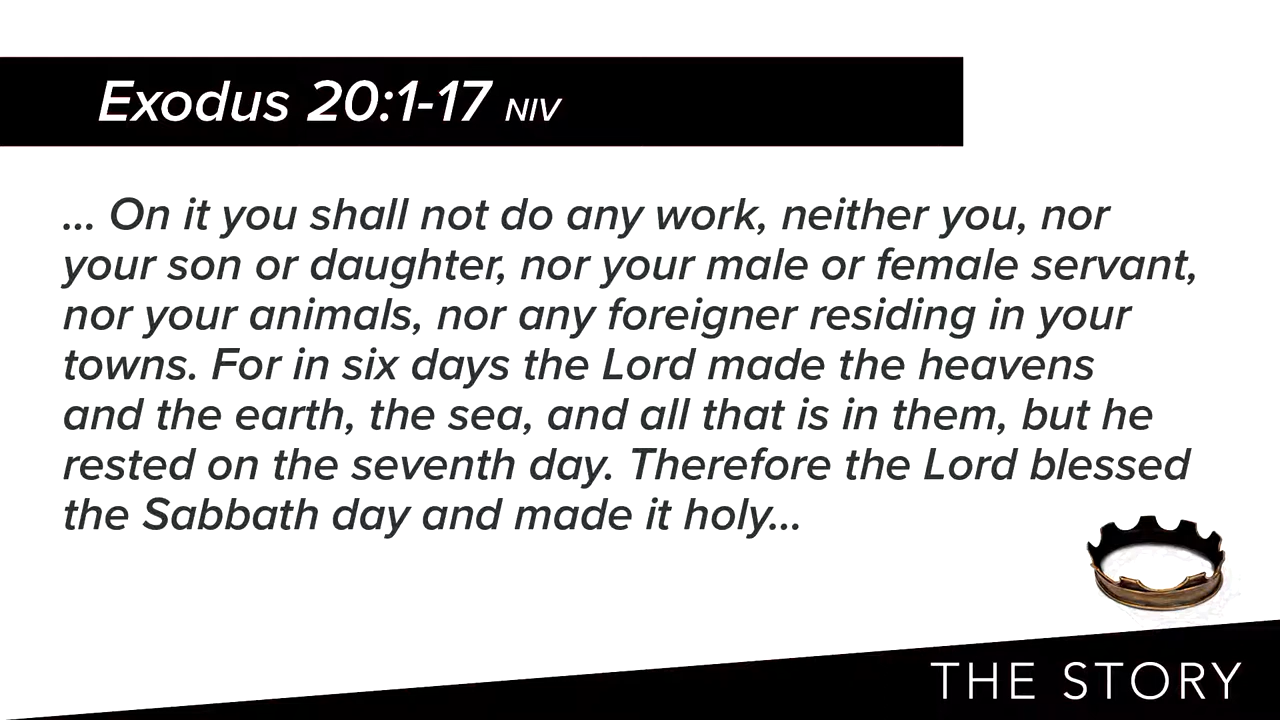 Exodus 20:1-17 NIV
... On it you shall not do any work, neither you, nor
your son or daughter, nor your male or female servant,
nor your animals, nor any foreigner residing in your
towns. For in six days the Lord made the heavens
and the earth, the sea, and all that is in them, but he
rested on the seventh day. Therefore the Lord blessed
the Sabbath day and made it holy...
THE STORY